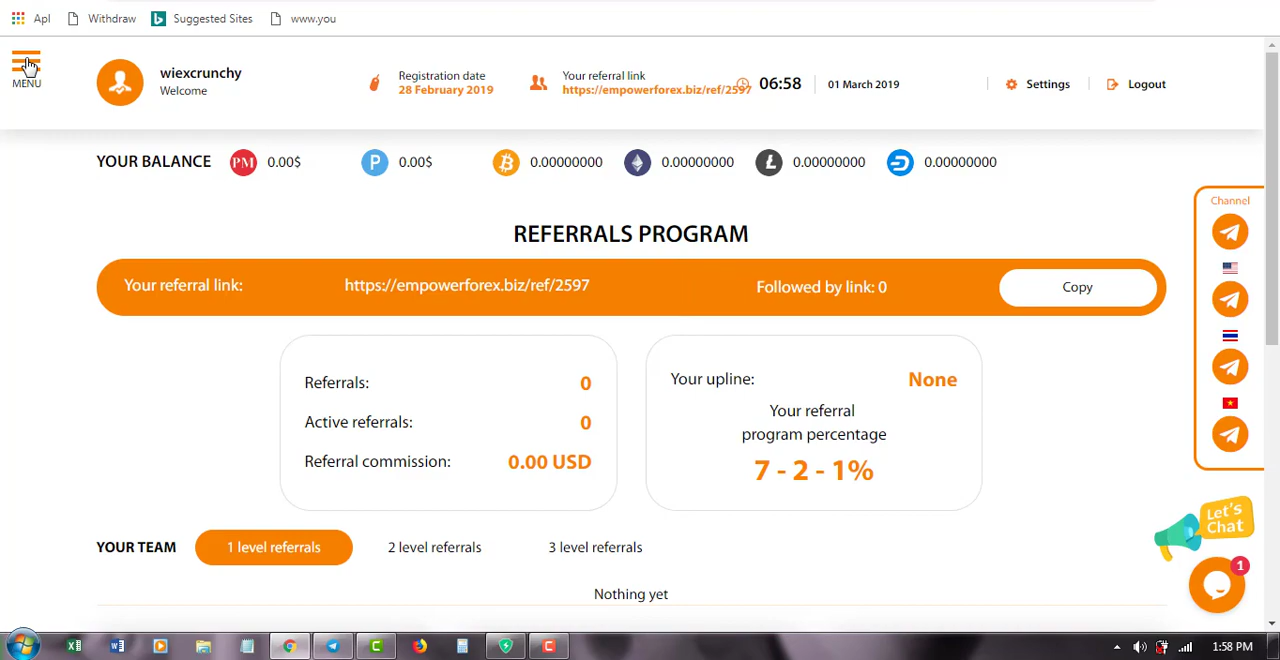 Apl Withdraw Suggested Sites www.you
MENU
wiexcrunchy
Welcome
Registration date
28 February 2019
Your referral link
https://empowerforex.biz/ref/2597
06:58
01 March 2019
Settings
Logout
YOUR BALANCE PM 0.00$ P 0.00$ 0.00000000 0.00000000 0.00000000 0.00000000
Channel
REFERRALS PROGRAM
Your referral link: https://empowerforex.biz/ref/2597 Followed by link: 0 Copy
Referrals: 0
Active referrals: 0
Referral commission: 0.00 USD
Your upline: None
Your referral
program percentage
7 - 2 - 1%
Let's
Chat
1
YOUR TEAM 1 level referrals 2 level referrals 3 level referrals
Nothing yet
1:58 PM